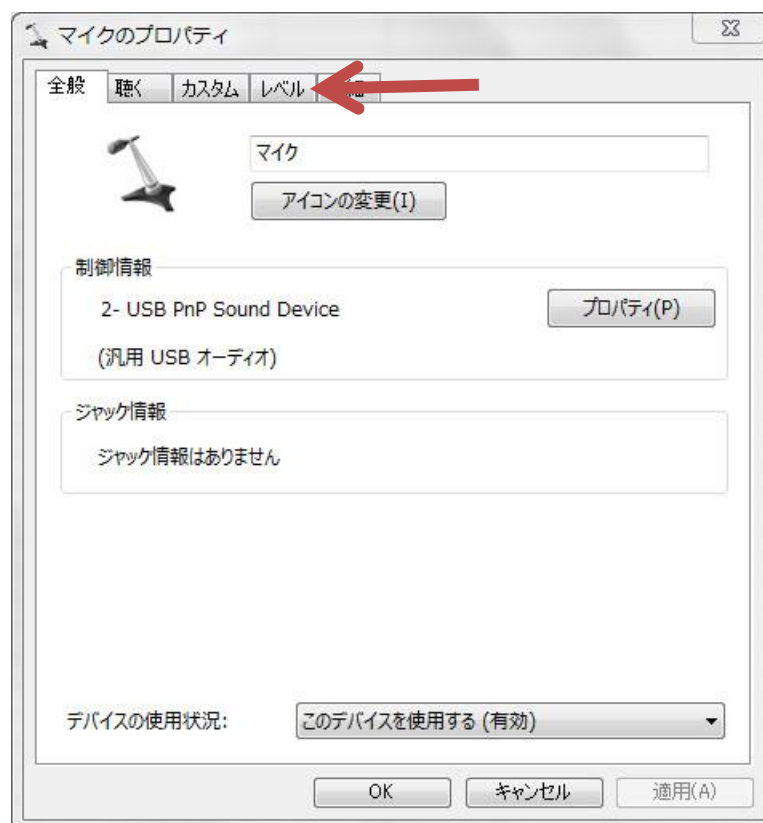 マイクのプロパティ
全般 聴く カスタム レベル
マイク
アイコンの変更(I)
制御情報
2- USB PnP Sound Device
プロパティ(P)
(汎用 USB オーディオ)
ジャック情報
ジャック情報はありません
デバイスの使用状況:
このデバイスを使用する (有効)
OK キャンセル 適用(A)